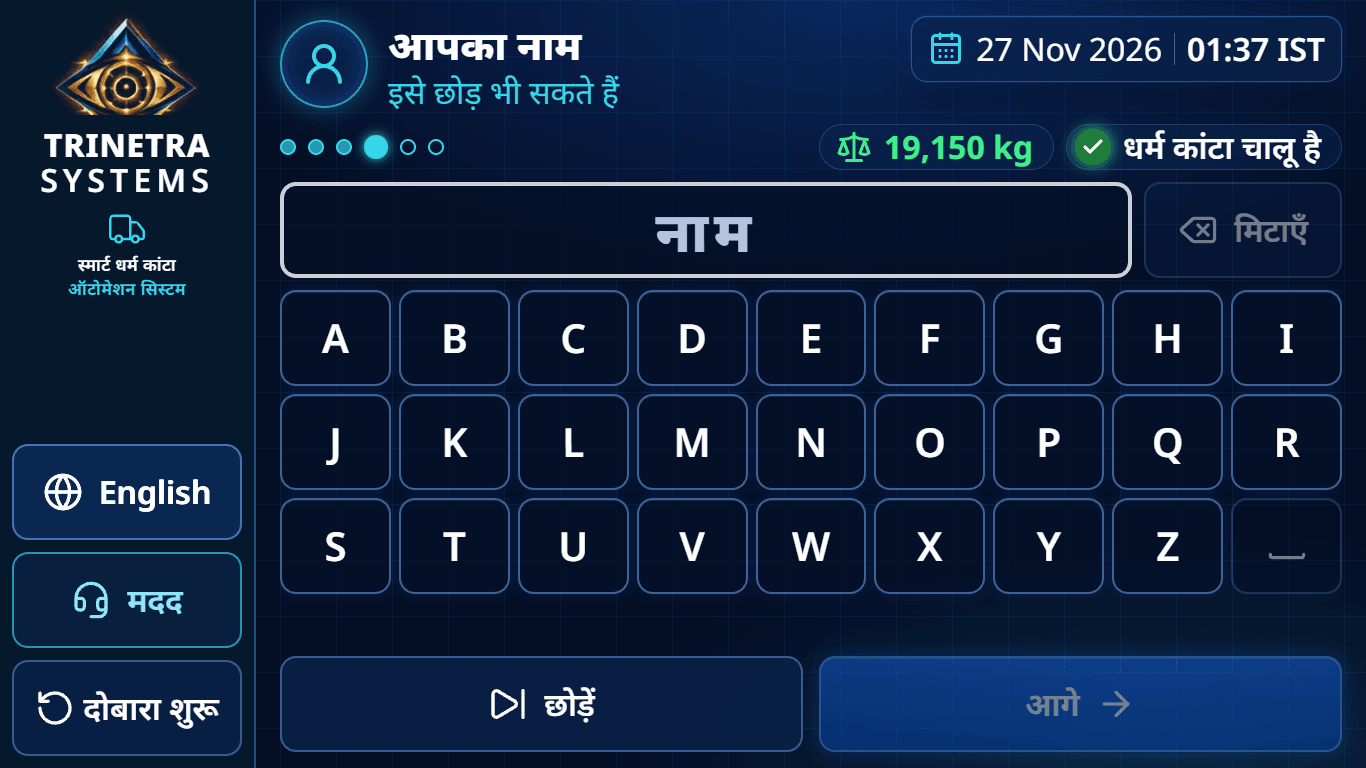 TRINETRA
SYSTEMS
स्मार्ट धर्म कांटा
ऑटोमेशन सिस्टम
English
मदद
दोबारा शुरू
आपका नाम
इसे छोड़ भी सकते हैं
27 Nov 2026 01:37 IST
19,150 kg
धर्म कांटा चालू है
नाम
मिटाएँ
A B C D E F G H I
J K L M N O P Q R
S T U V W X Y Z
छोड़ें
आगे